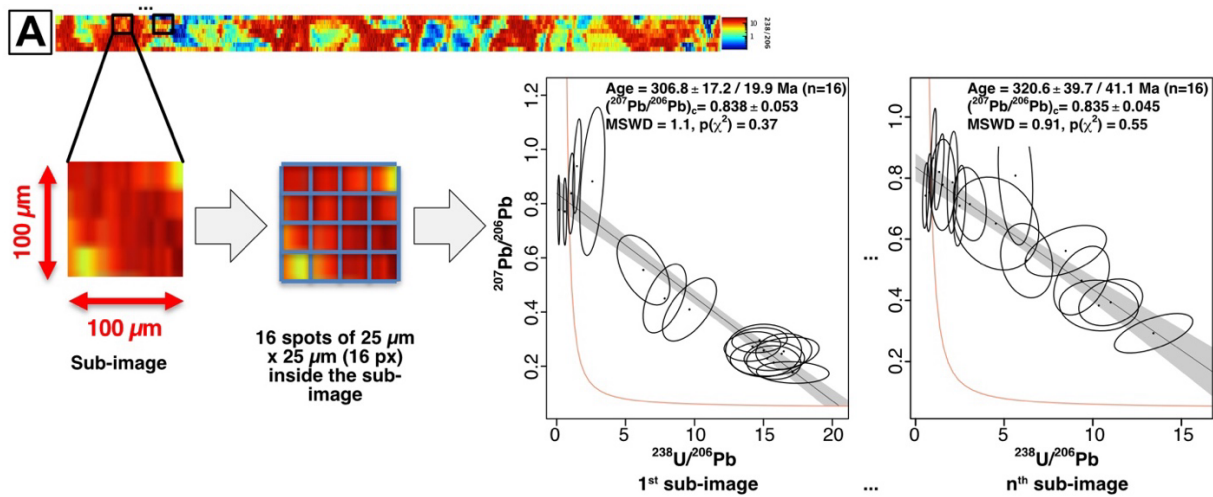 A
...
10
1
238/206
100 µm
100 µm
Sub-image
16 spots of 25 µm
x 25 µm (16 px)
inside the sub-
image
Age = 306.8 ± 17.2 / 19.9 Ma (n=16)
(²⁰⁷Pb/²⁰⁶Pb)c = 0.838 ± 0.053
MSWD = 1.1, p(χ²) = 0.37
²⁰⁷Pb/²⁰⁶Pb
1.2
1.0
0.8
0.6
0.4
0.2
0 5 10 15 20
²³⁸U/²⁰⁶Pb
1st sub-image
...
...
Age = 320.6 ± 39.7 / 41.1 Ma (n=16)
(²⁰⁷Pb/²⁰⁶Pb)c = 0.835 ± 0.045
MSWD = 0.91, p(χ²) = 0.55
1.0
0.8
0.6
0.4
0.2
0 5 10 15
²³⁸U/²⁰⁶Pb
nth sub-image